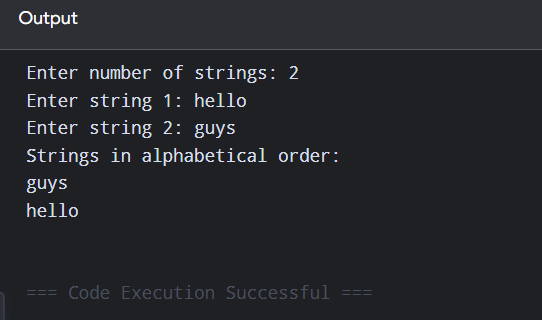 Output
Enter number of strings: 2
Enter string 1: hello
Enter string 2: guys
Strings in alphabetical order:
guys
hello
=== Code Execution Successful ===